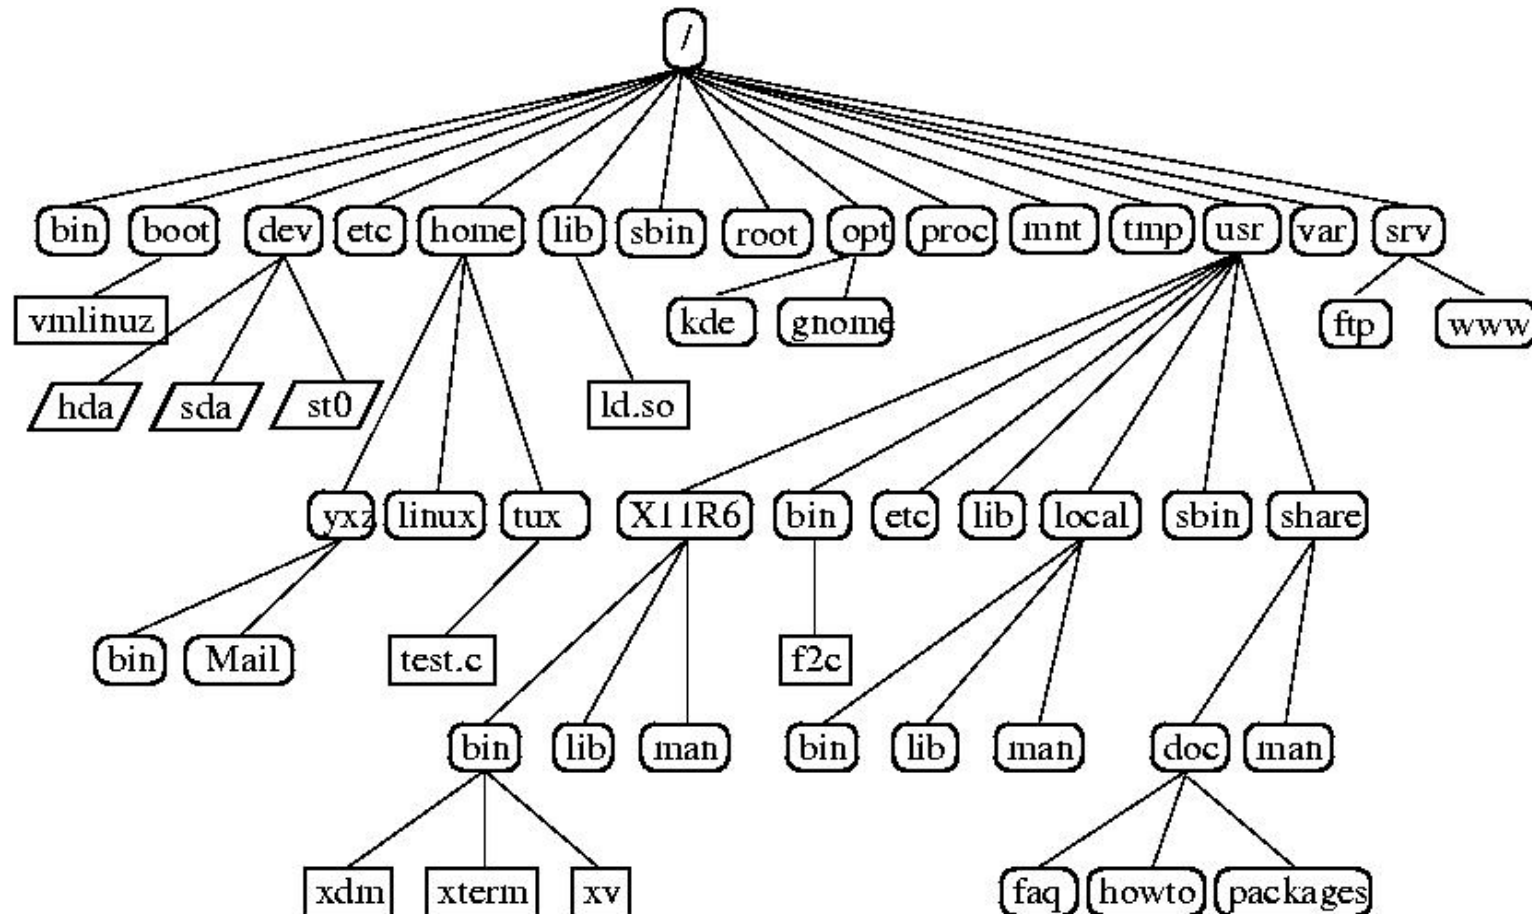 /
bin boot dev etc home lib sbin root opt proc mnt tmp usr var srv
vmlinuz kde gnome ftp www
hda sda st0 ld.so
yxz linux tux X11R6 bin etc lib local sbin share
bin Mail test.c f2c
bin lib man bin lib man doc man
xdm xterm xv faq howto packages